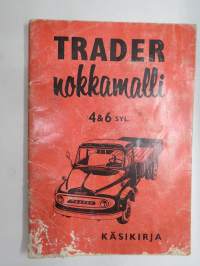 TRADER
nokkamalli
4&6 SYL.
KÄSIKIRJA